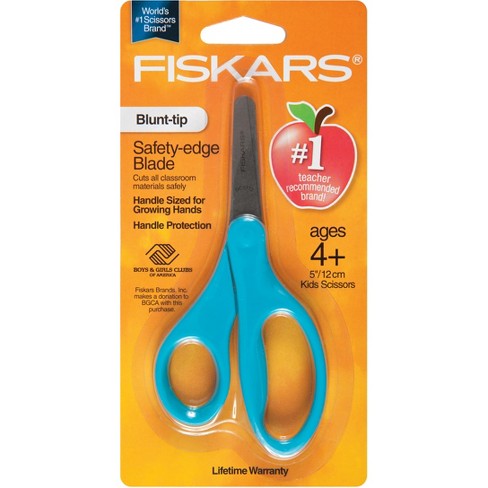 World's
#1 Scissors
Brand™
FISKARS®
Blunt-tip
Safety-edge
Blade
Cuts all classroom
materials safely
Handle Sized for
Growing Hands
Handle Protection
BOYS & GIRLS CLUBS
OF AMERICA
Fiskars Brands, Inc.
makes a donation to
BGCA with this
purchase.
FISKARS
#1
teacher
recommended
brand!
ages
4+
5"/12cm
Kids Scissors
Lifetime Warranty